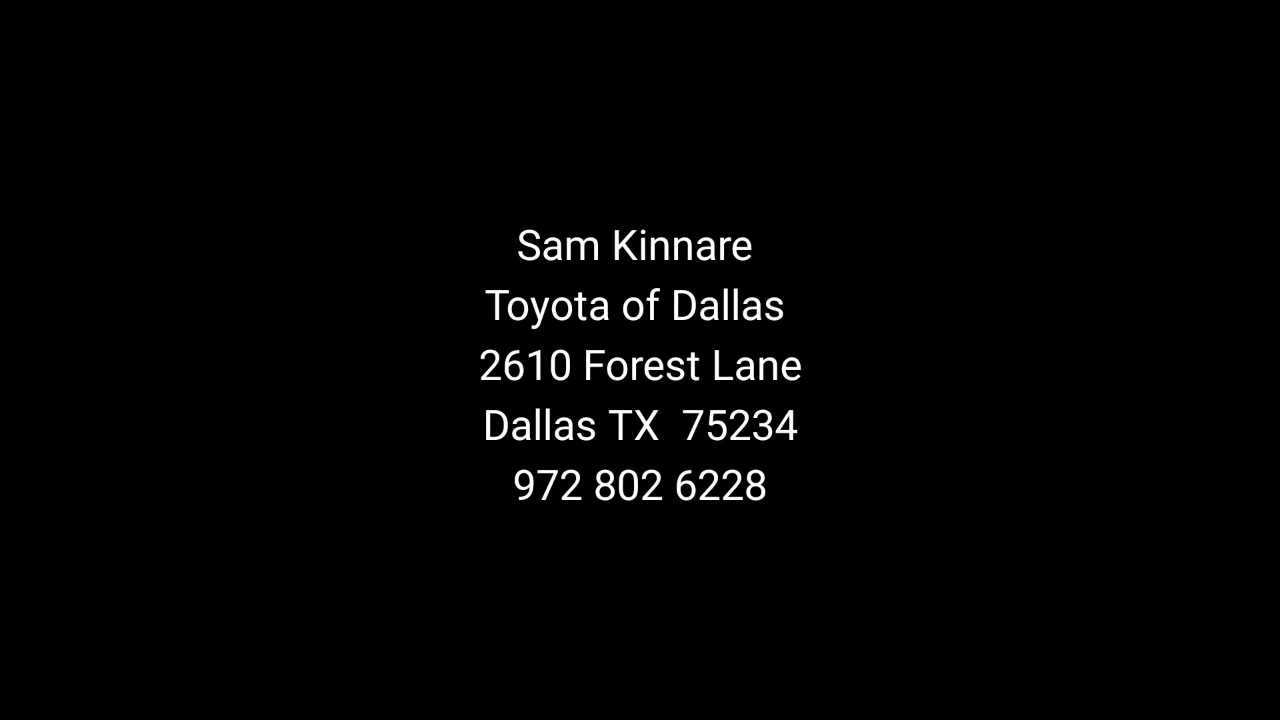 Sam Kinnare
Toyota of Dallas
2610 Forest Lane
Dallas TX  75234
972 802 6228